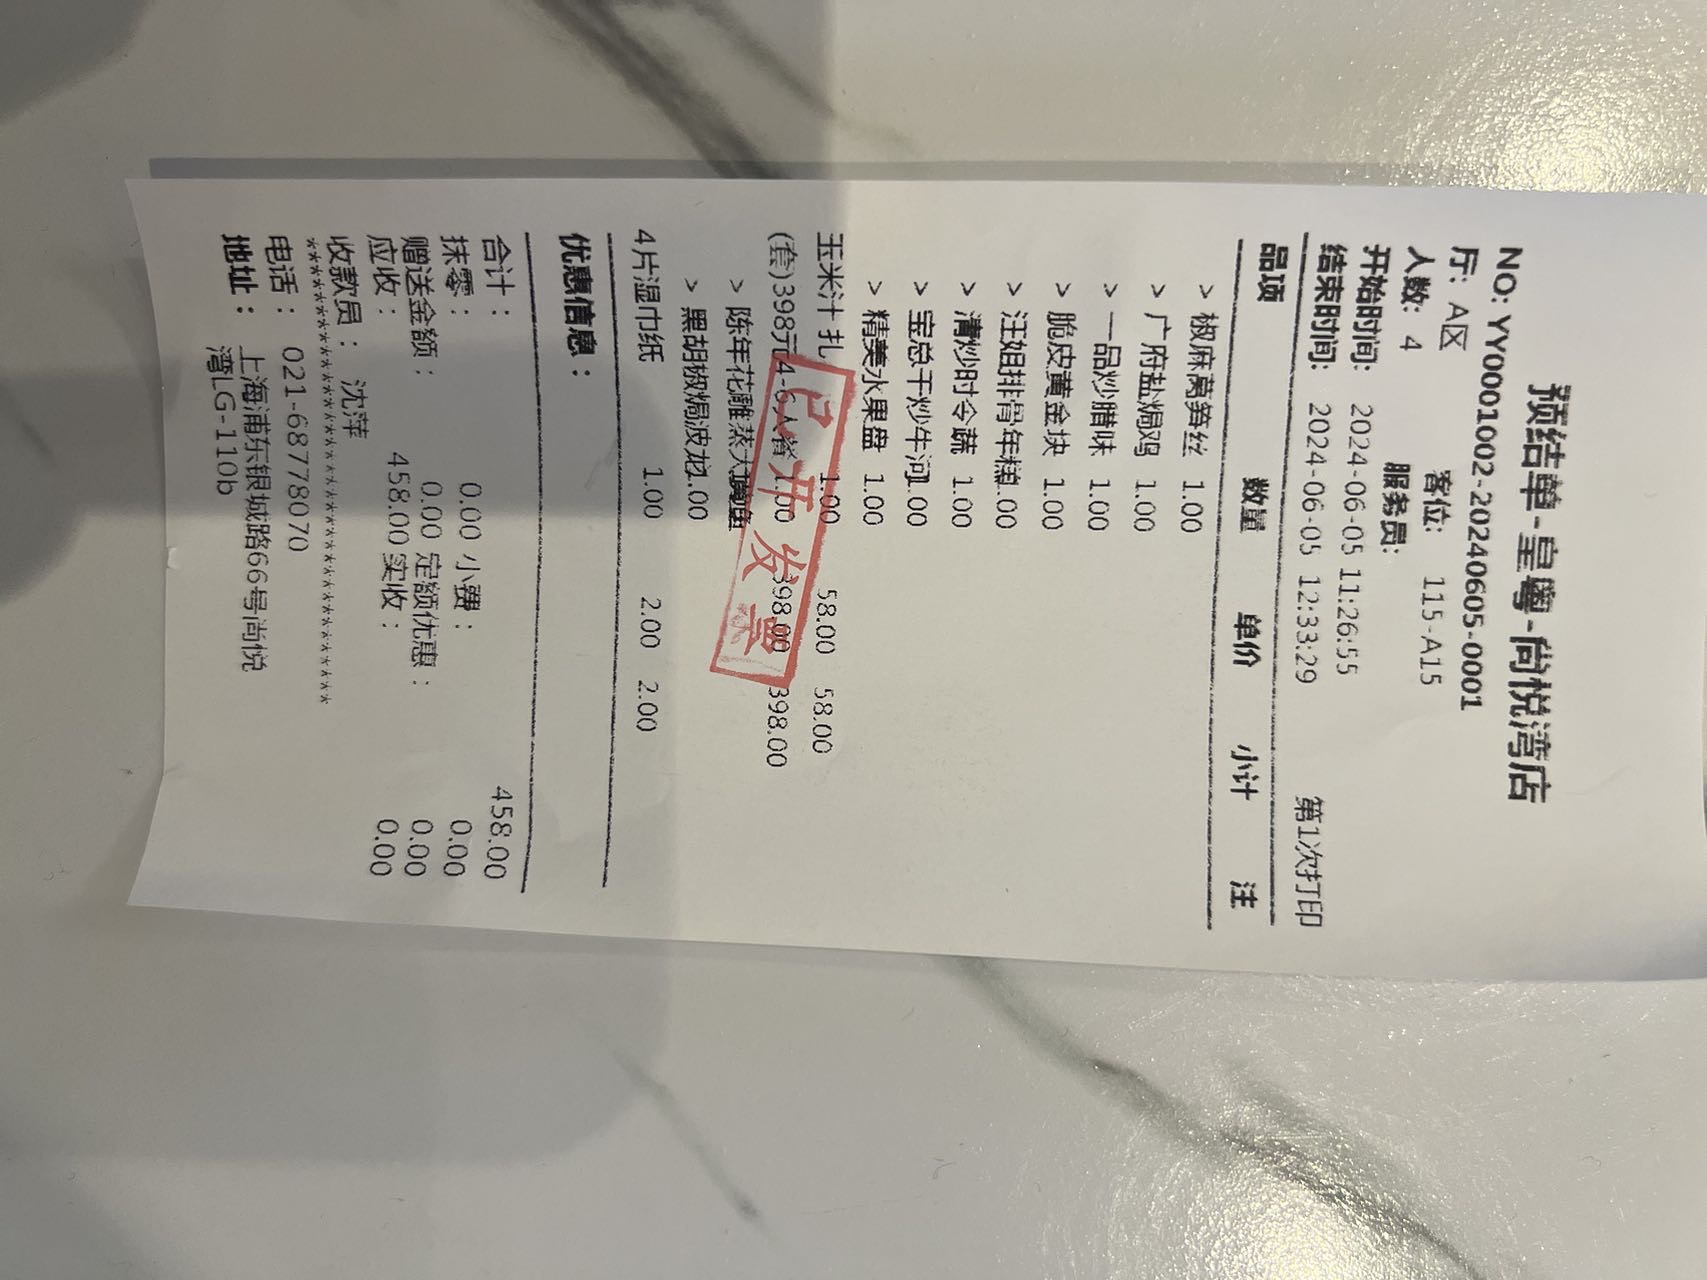 预结单-皇粤-尚悦湾店
NO: YY0001002-20240605-0001
厅: A区 客位: 115-A15
人数: 4 服务员:
开始时间: 2024-06-05 11:26:55
结束时间: 2024-06-05 12:33:29 第1次打印
品项 数量 单价 小计 注
> 椒麻莴笋丝 1.00
> 广府盐焗鸡 1.00
> 一品炒腊味 1.00
> 脆皮黄金块 1.00
> 汪姐排骨年糕1.00
> 清炒时令蔬 1.00
> 宝总干炒牛河1.00
> 精美水果盘 1.00
玉米汁 扎 1.00 58.00 58.00
(套)398元4-6人餐 1.00 398.00 398.00
> 陈年花雕蒸大
> 黑胡椒焗波龙1.00
4片湿巾纸 1.00 2.00 2.00
优惠信息：
合计： 458.00
抹零： 0.00 小费： 0.00
赠送金额： 0.00 定额优惠： 0.00
应收： 458.00 实收： 0.00
收款员： 沈萍
******************************
电话： 021-68778070
地址： 上海浦东银城路66号尚悦
湾LG-110b
已开发票